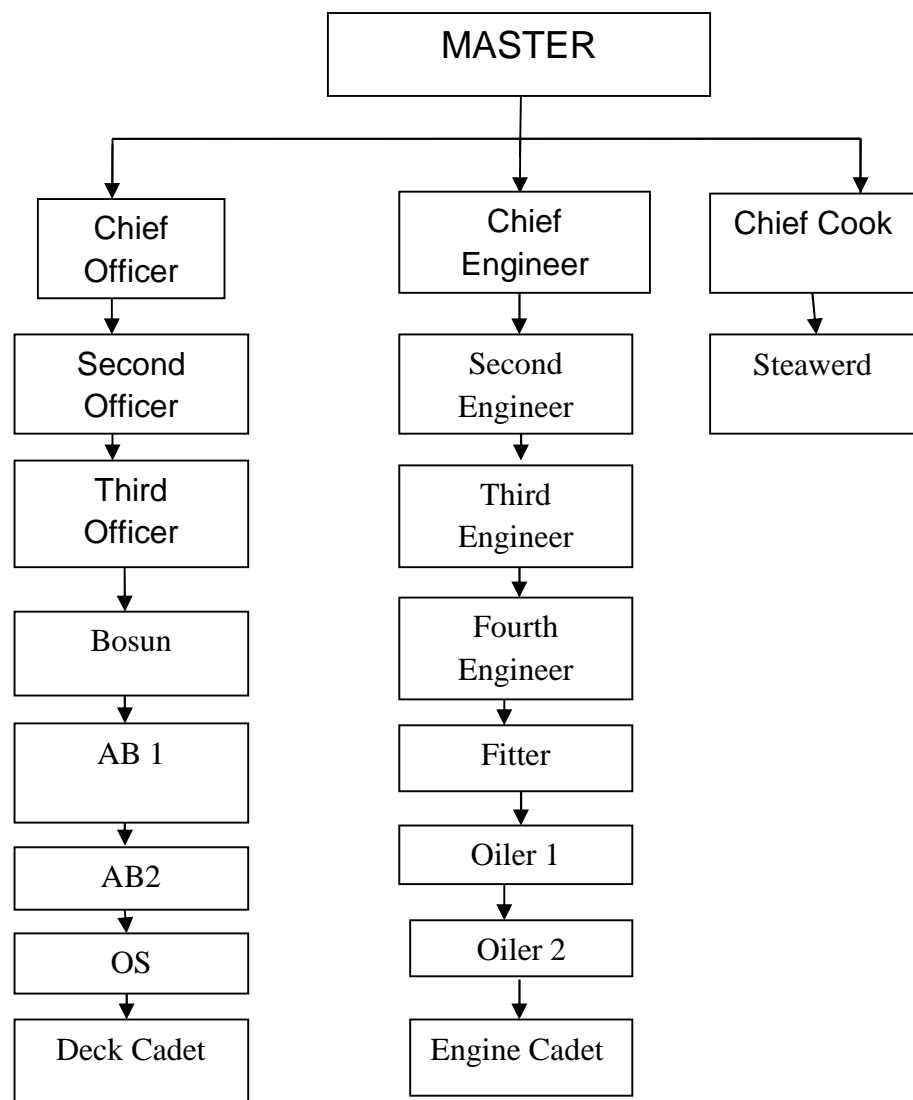 MASTER
Chief
Officer
Chief
Engineer
Chief Cook
Second
Officer
Second
Engineer
Steawerd
Third
Officer
Third
Engineer
Bosun
Fourth
Engineer
AB 1
Fitter
AB2
Oiler 1
OS
Oiler 2
Deck Cadet
Engine Cadet